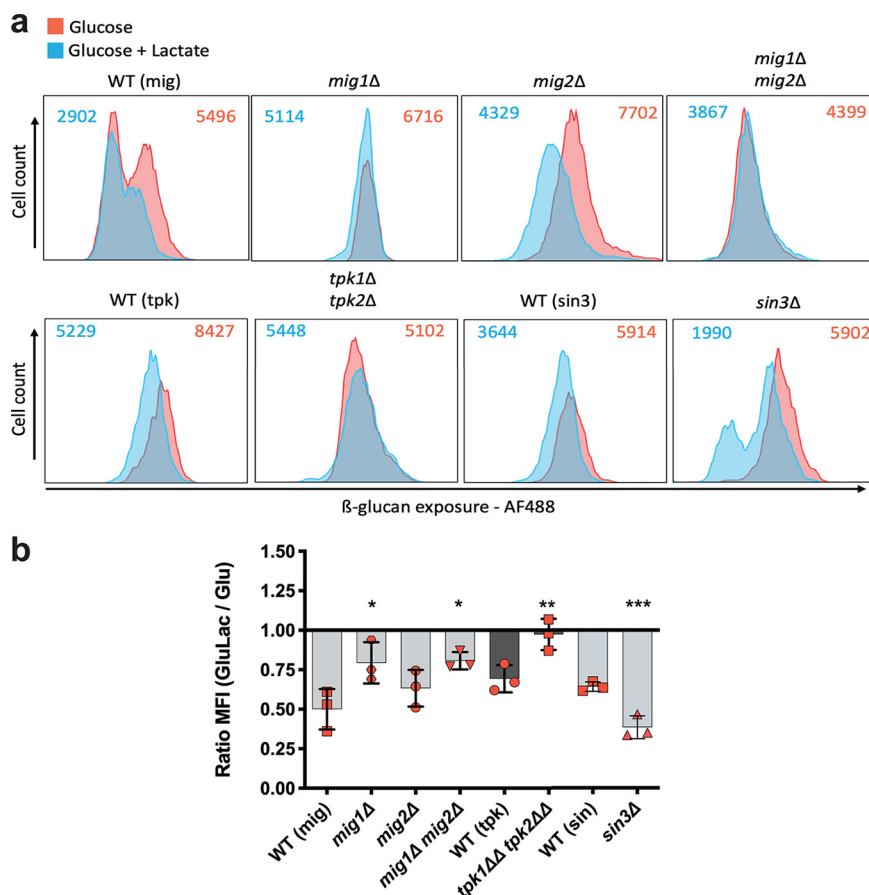 a
Glucose
Glucose + Lactate
WT (mig)
mig1Δ
mig2Δ
mig1Δ
mig2Δ
Cell count
2902
5496
5114
6716
4329
7702
3867
4399
WT (tpk)
tpk1Δ
tpk2Δ
WT (sin3)
sin3Δ
Cell count
5229
8427
5448
5102
3644
5914
1990
5902
ß-glucan exposure - AF488
b
Ratio MFI (GluLac / Glu)
1.50
1.25
1.00
0.75
0.50
0.25
0.00
*
*
**
***
WT (mig)
mig1Δ
mig2Δ
mig1Δ mig2Δ
WT (tpk)
tpk1ΔΔ tpk2ΔΔ
WT (sin)
sin3Δ